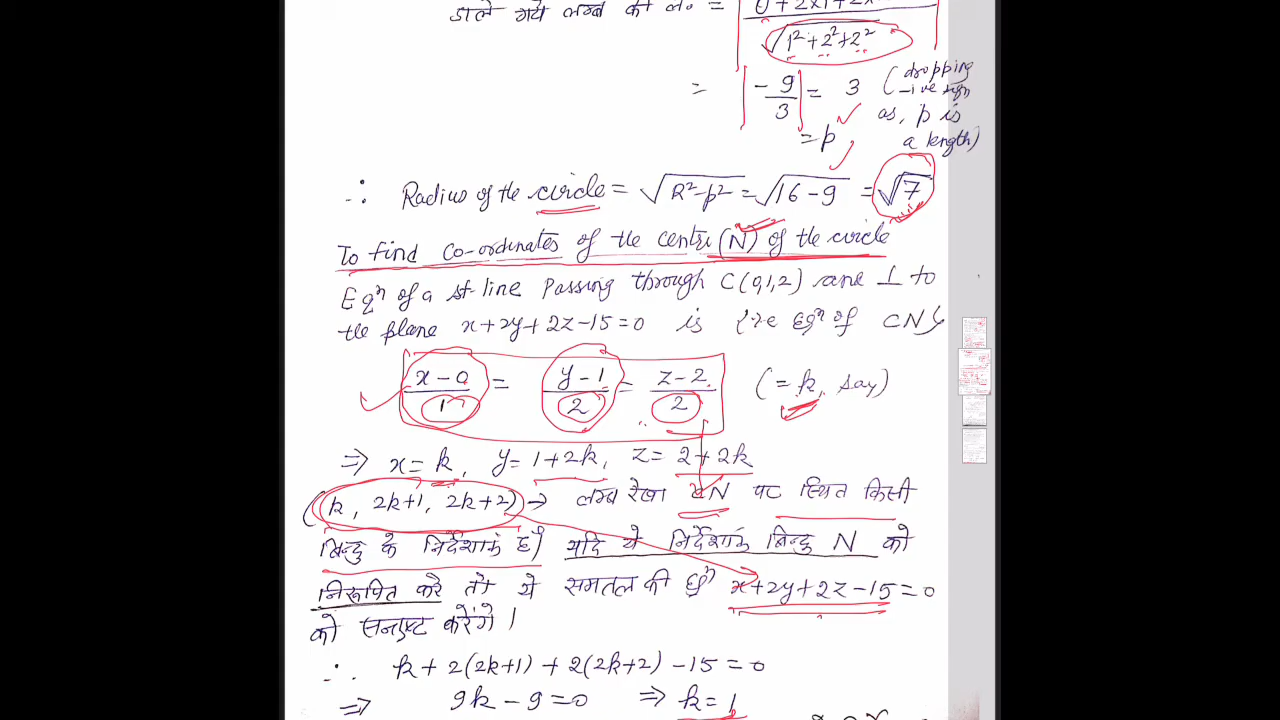 डाले गये लम्ब की लं० = | 0 + 2x1 + 2x
√1²+2²+2² |
= | -9/3 | = 3 (dropping -ive sign as, p is a length)
= p
∴ Radius of the circle = √R²-p² = √16-9 = √7
To find co-ordinates of the centre (N) of the circle
Eqⁿ of a st line passing through C(0,1,2) and ⊥ to
the plane x+2y+2z-15=0 is {i.e Eqⁿ of CN}
(x-0)/1 = (y-1)/2 = (z-2)/2 (= k, say)
⇒ x = k, y = 1+2k, z = 2+2k
(k, 2k+1, 2k+2) → लम्ब रेखा CN पर स्थित किसी
बिन्दु के निर्देशांक हैं। यदि ये निर्देशांक बिन्दु N को
निरूपित करे तो ये समतल की eqⁿ x+2y+2z-15=0
को सन्तुष्ट करेंगे।
∴ k + 2(2k+1) + 2(2k+2) -15 = 0
⇒ 9k - 9 = 0 ⇒ k = 1